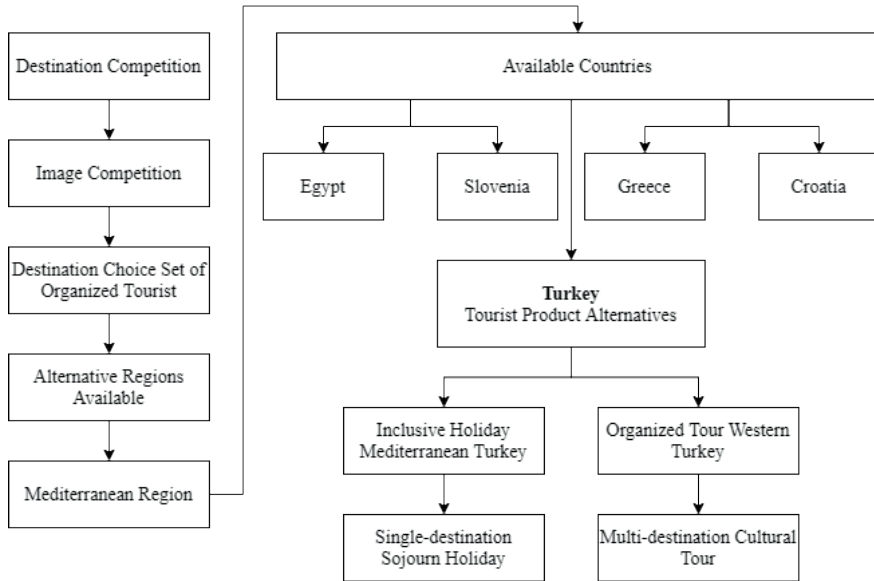 Destination Competition
Image Competition
Destination Choice Set of
Organized Tourist
Alternative Regions
Available
Mediterranean Region
Available Countries
Egypt
Slovenia
Greece
Croatia
Turkey
Tourist Product Alternatives
Inclusive Holiday
Mediterranean Turkey
Organized Tour Western
Turkey
Single-destination
Sojourn Holiday
Multi-destination Cultural
Tour